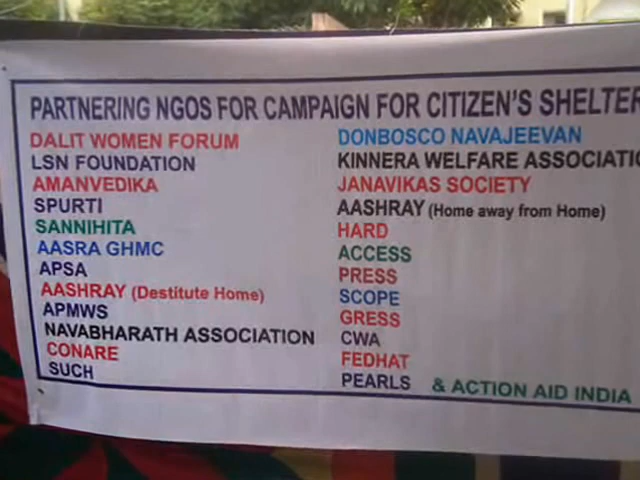 PARTNERING NGOS FOR CAMPAIGN FOR CITIZEN'S SHELTER
DALIT WOMEN FORUM
LSN FOUNDATION
AMANVEDIKA
SPURTI
SANNIHITA
AASRA GHMC
APSA
AASHRAY (Destitute Home)
APMWS
NAVABHARATH ASSOCIATION
CONARE
SUCH
DONBOSCO NAVAJEEVAN
KINNERA WELFARE ASSOCIATIO
JANAVIKAS SOCIETY
AASHRAY (Home away from Home)
HARD
ACCESS
PRESS
SCOPE
GRESS
CWA
FEDHAT
PEARLS & ACTION AID INDIA